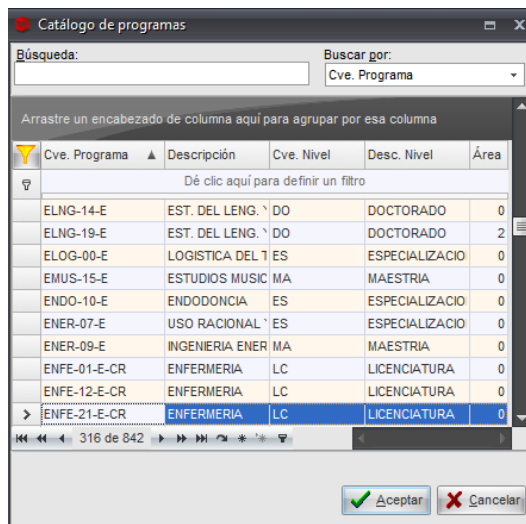 Catálogo de programas
Búsqueda: Buscar por:
Cve. Programa
Arrastre un encabezado de columna aquí para agrupar por esa columna
Cve. Programa Descripción Cve. Nivel Desc. Nivel Área
Dé clic aquí para definir un filtro
ELNG-14-E EST. DEL LENG. DO DOCTORADO 0
ELNG-19-E EST. DEL LENG. DO DOCTORADO 2
ELOG-00-E LOGISTICA DEL T ES ESPECIALIZACIO 0
EMUS-15-E ESTUDIOS MUSIC MA MAESTRIA 0
ENDO-10-E ENDODONCIA ES ESPECIALIZACIO 0
ENER-07-E USO RACIONAL ES ESPECIALIZACIO 0
ENER-09-E INGENIERIA ENER MA MAESTRIA 0
ENFE-01-E-CR ENFERMERIA LC LICENCIATURA 0
ENFE-12-E-CR ENFERMERIA LC LICENCIATURA 0
ENFE-21-E-CR ENFERMERIA LC LICENCIATURA 0
316 de 842
Aceptar Cancelar